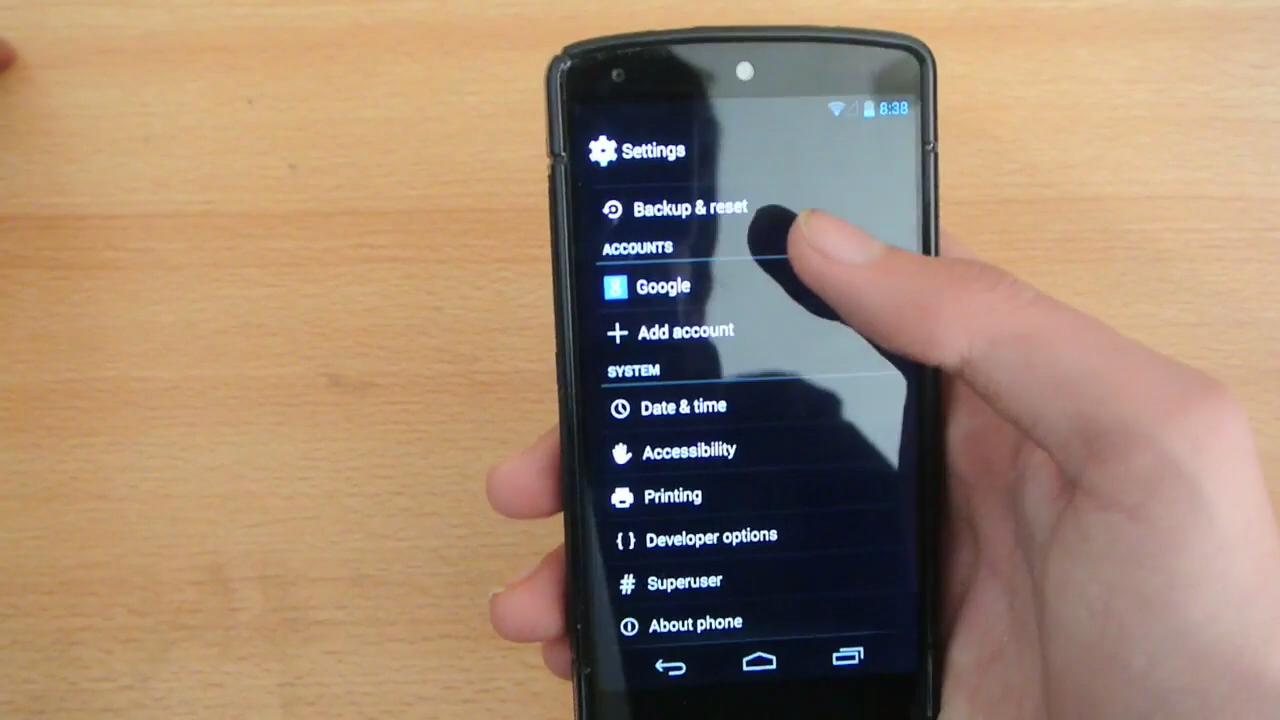 8:38
Settings
Backup & reset
ACCOUNTS
Google
Add account
SYSTEM
Date & time
Accessibility
Printing
{ } Developer options
# Superuser
About phone